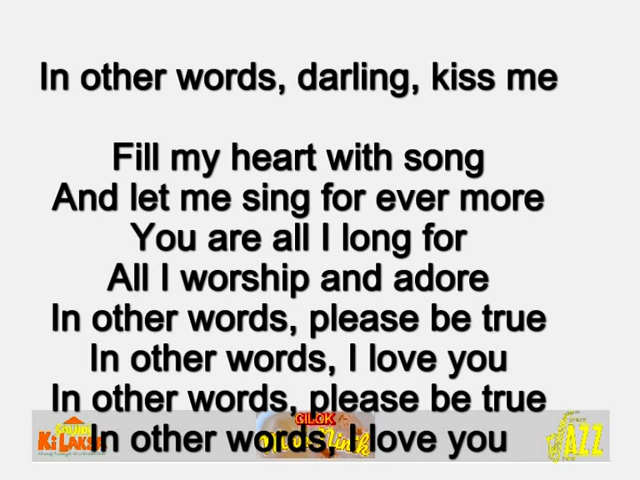 In other words, darling, kiss me
Fill my heart with song
And let me sing for ever more
You are all I long for
All I worship and adore
In other words, please be true
In other words, I love you
In other words, please be true
In other words, I love you
CILOK